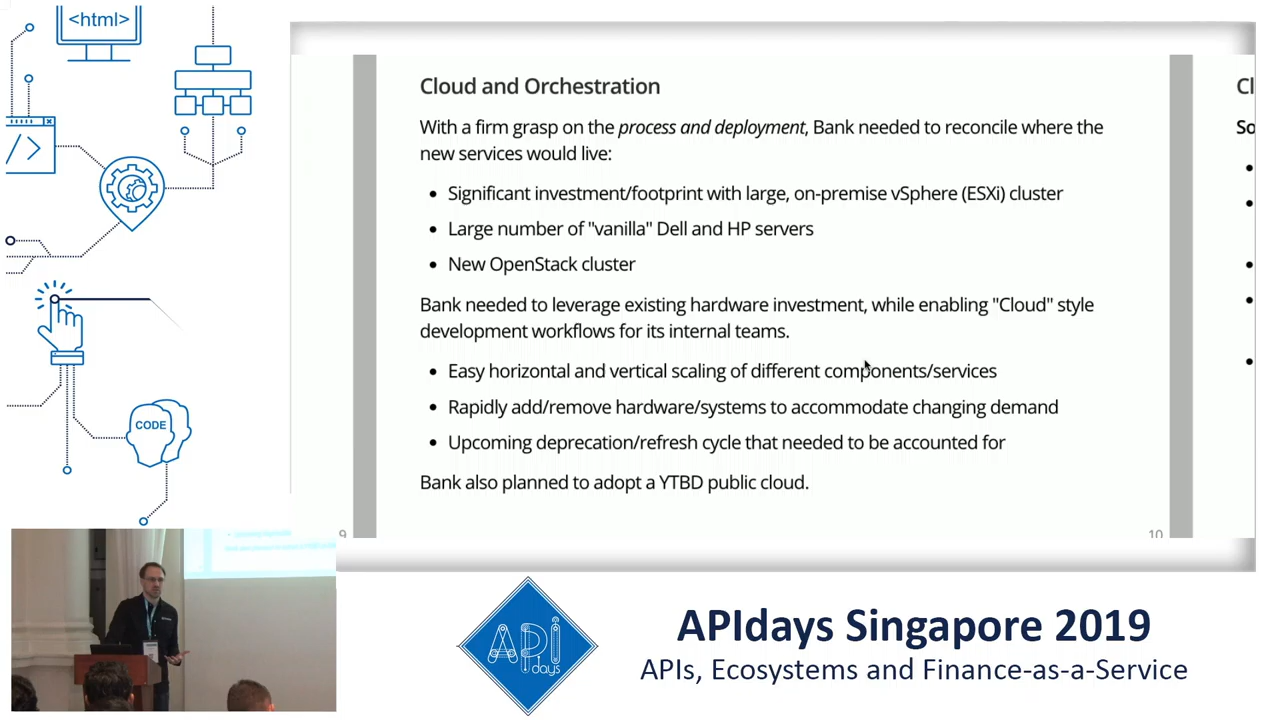 <html>
</>
CODE
Cloud and Orchestration
With a firm grasp on the process and deployment, Bank needed to reconcile where the
new services would live:
• Significant investment/footprint with large, on-premise vSphere (ESXi) cluster
• Large number of "vanilla" Dell and HP servers
• New OpenStack cluster
Bank needed to leverage existing hardware investment, while enabling "Cloud" style
development workflows for its internal teams.
• Easy horizontal and vertical scaling of different components/services
• Rapidly add/remove hardware/systems to accommodate changing demand
• Upcoming deprecation/refresh cycle that needed to be accounted for
Bank also planned to adopt a YTBD public cloud.
9
10
Cl
So
API
days
APIdays Singapore 2019
APIs, Ecosystems and Finance-as-a-Service